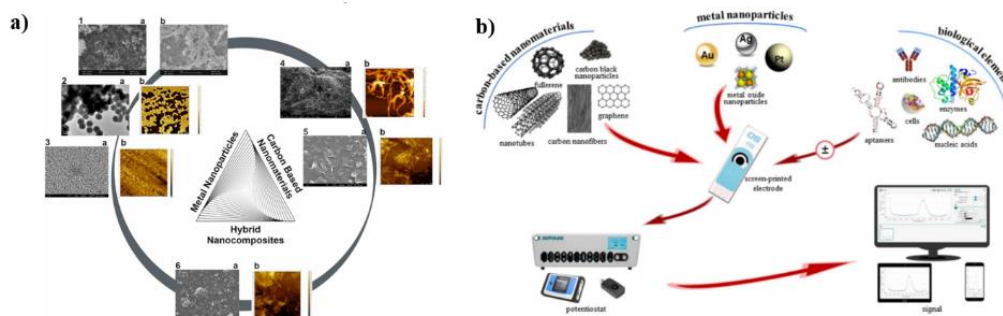 a)
1
a
b
2
a
b
3
a
b
4
a
b
5
a
b
6
a
b
Metal Nanoparticles
Carbon Based
Nanomaterials
Hybrid
Nanocomposites
b)
carbon-based nanomaterials
fullerene
carbon black
nanoparticles
graphene
nanotubes
carbon nanofibers
metal nanoparticles
Au
Ag
Pt
metal oxide
nanoparticles
biological elements
antibodies
enzymes
cells
aptamers
nucleic acids
±
screen-printed
electrode
potentiostat
signal